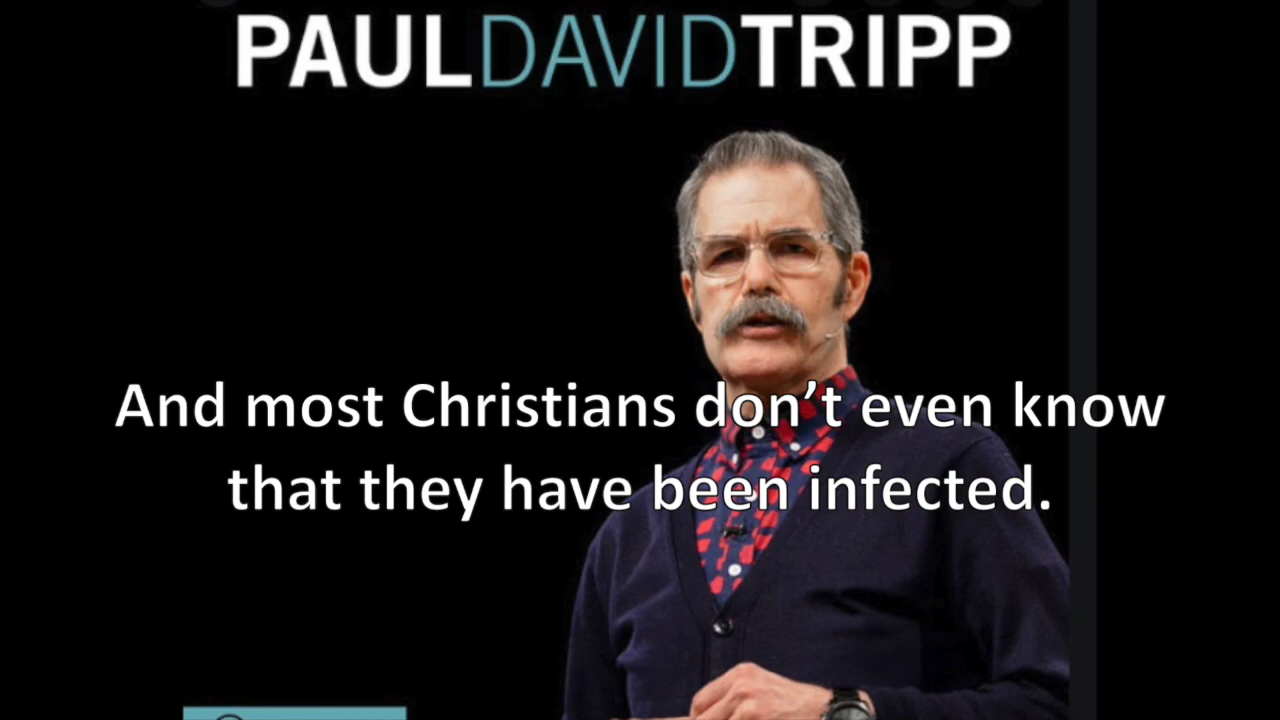 PAULDAVIDTRIPP
And most Christians don’t even know
that they have been infected.